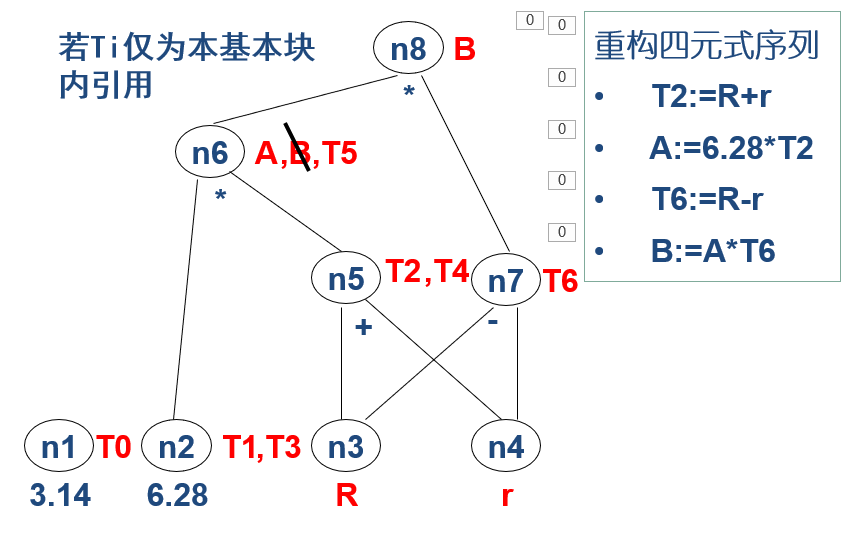 若Ti仅为本基本块
内引用
n8 B
*
n6 A,B,T5
*
n5 T2,T4
+
n7 T6
-
n1 T0
3.14
n2 T1,T3
6.28
n3
R
n4
r
0
0
0
0
0
0
重构四元式序列
• T2:=R+r
• A:=6.28*T2
• T6:=R-r
• B:=A*T6